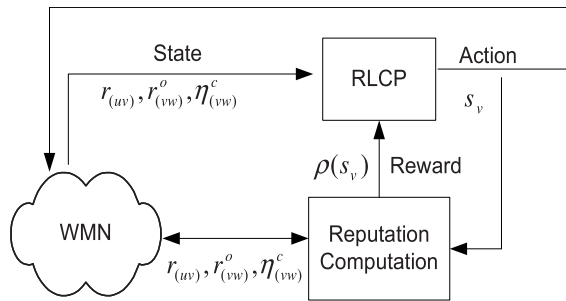 State
RLCP
Action
r_(uv), r^o_(vw), η^c_(vw)
s_v
ρ(s_v)
Reward
WMN
Reputation
Computation
r_(uv), r^o_(vw), η^c_(vw)